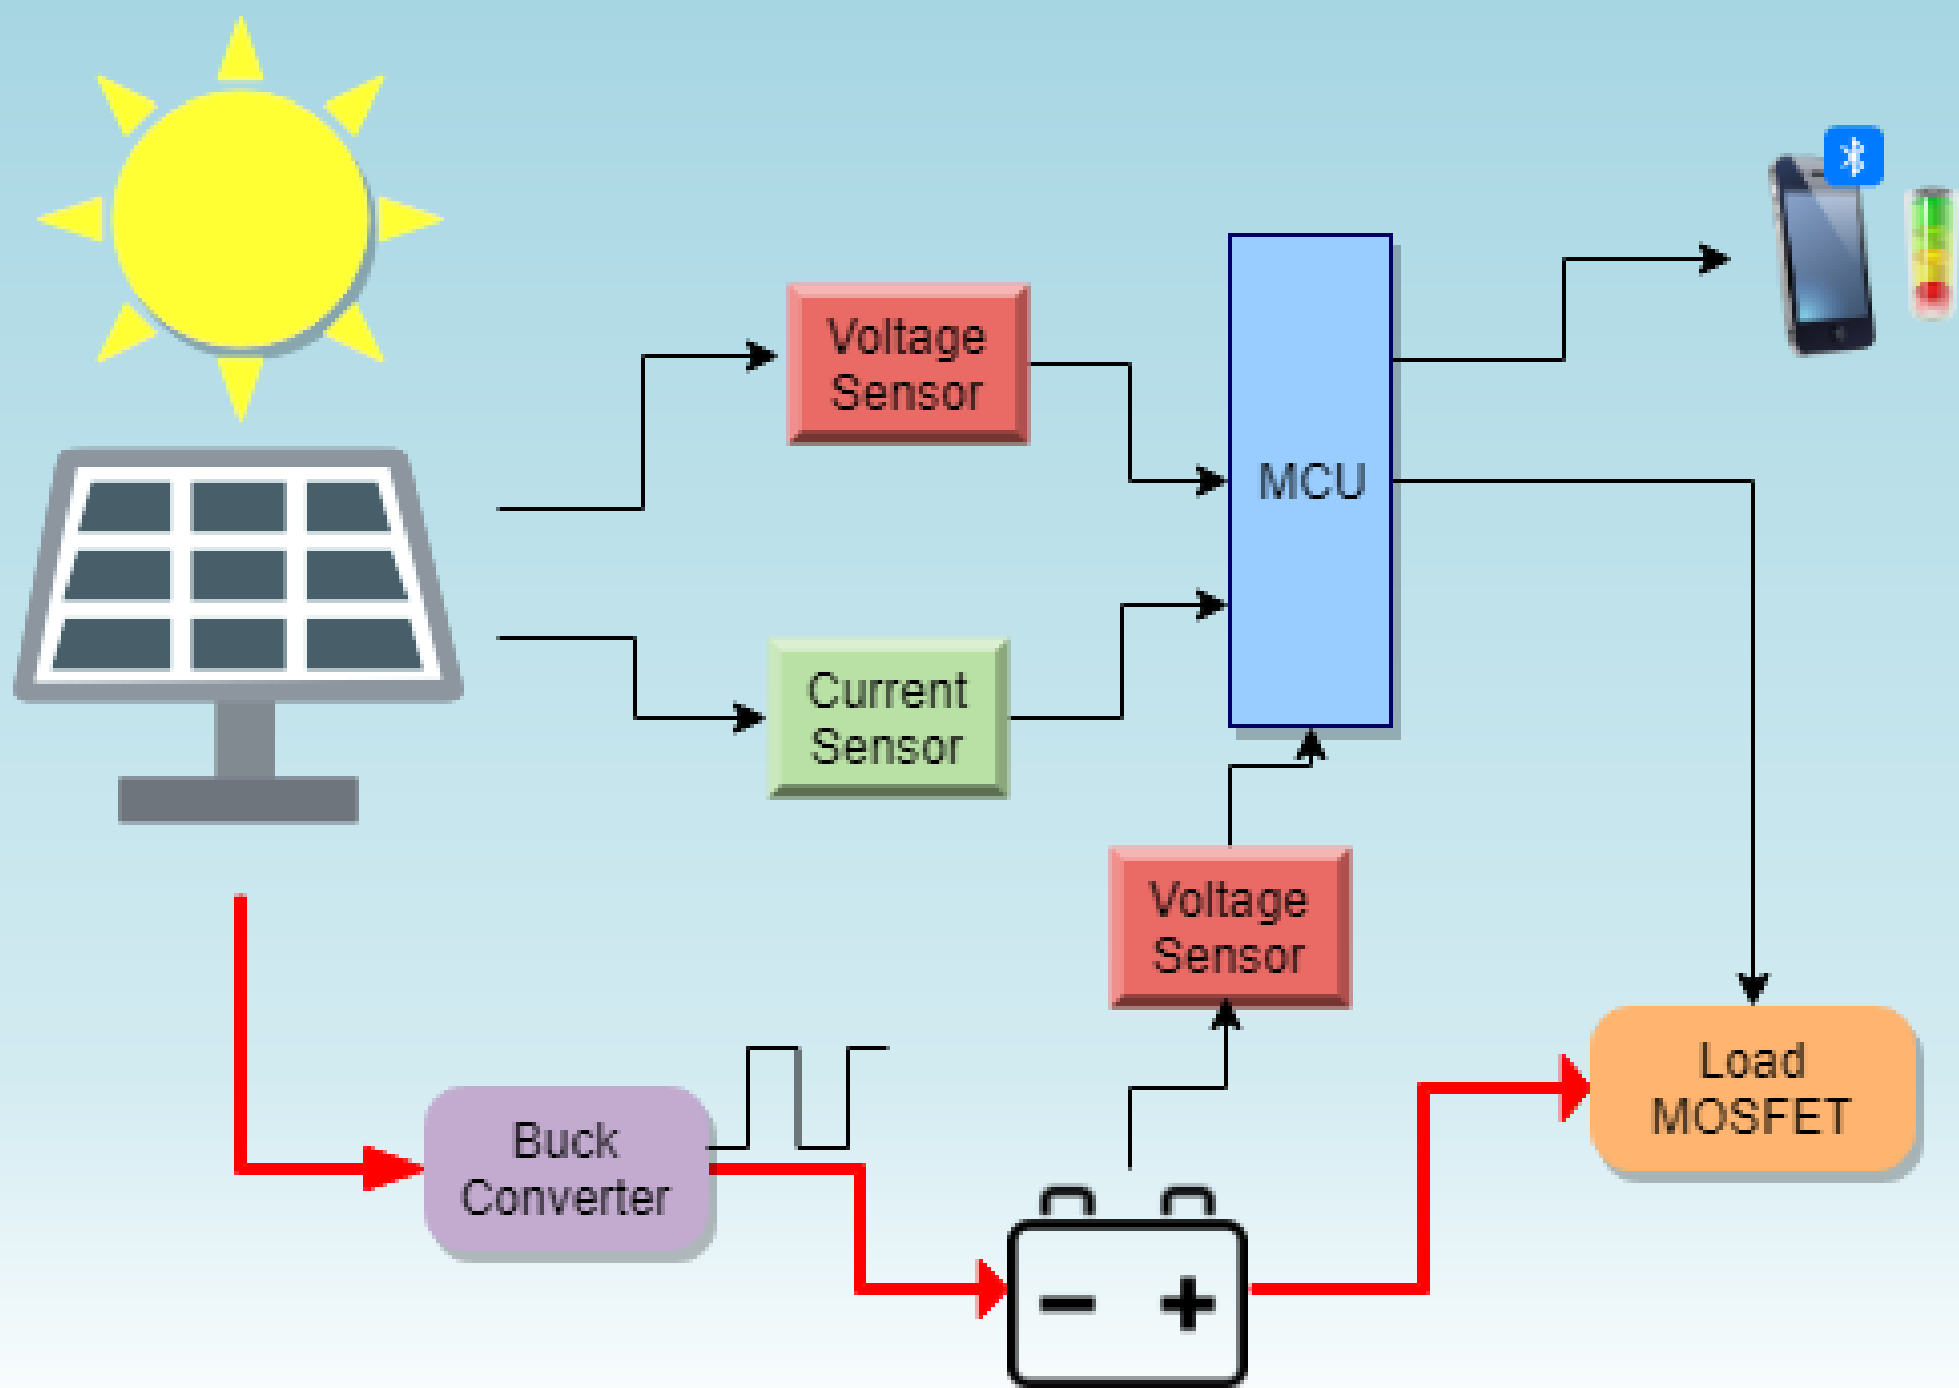 Voltage
Sensor
MCU
Current
Sensor
Voltage
Sensor
Load
MOSFET
Buck
Converter